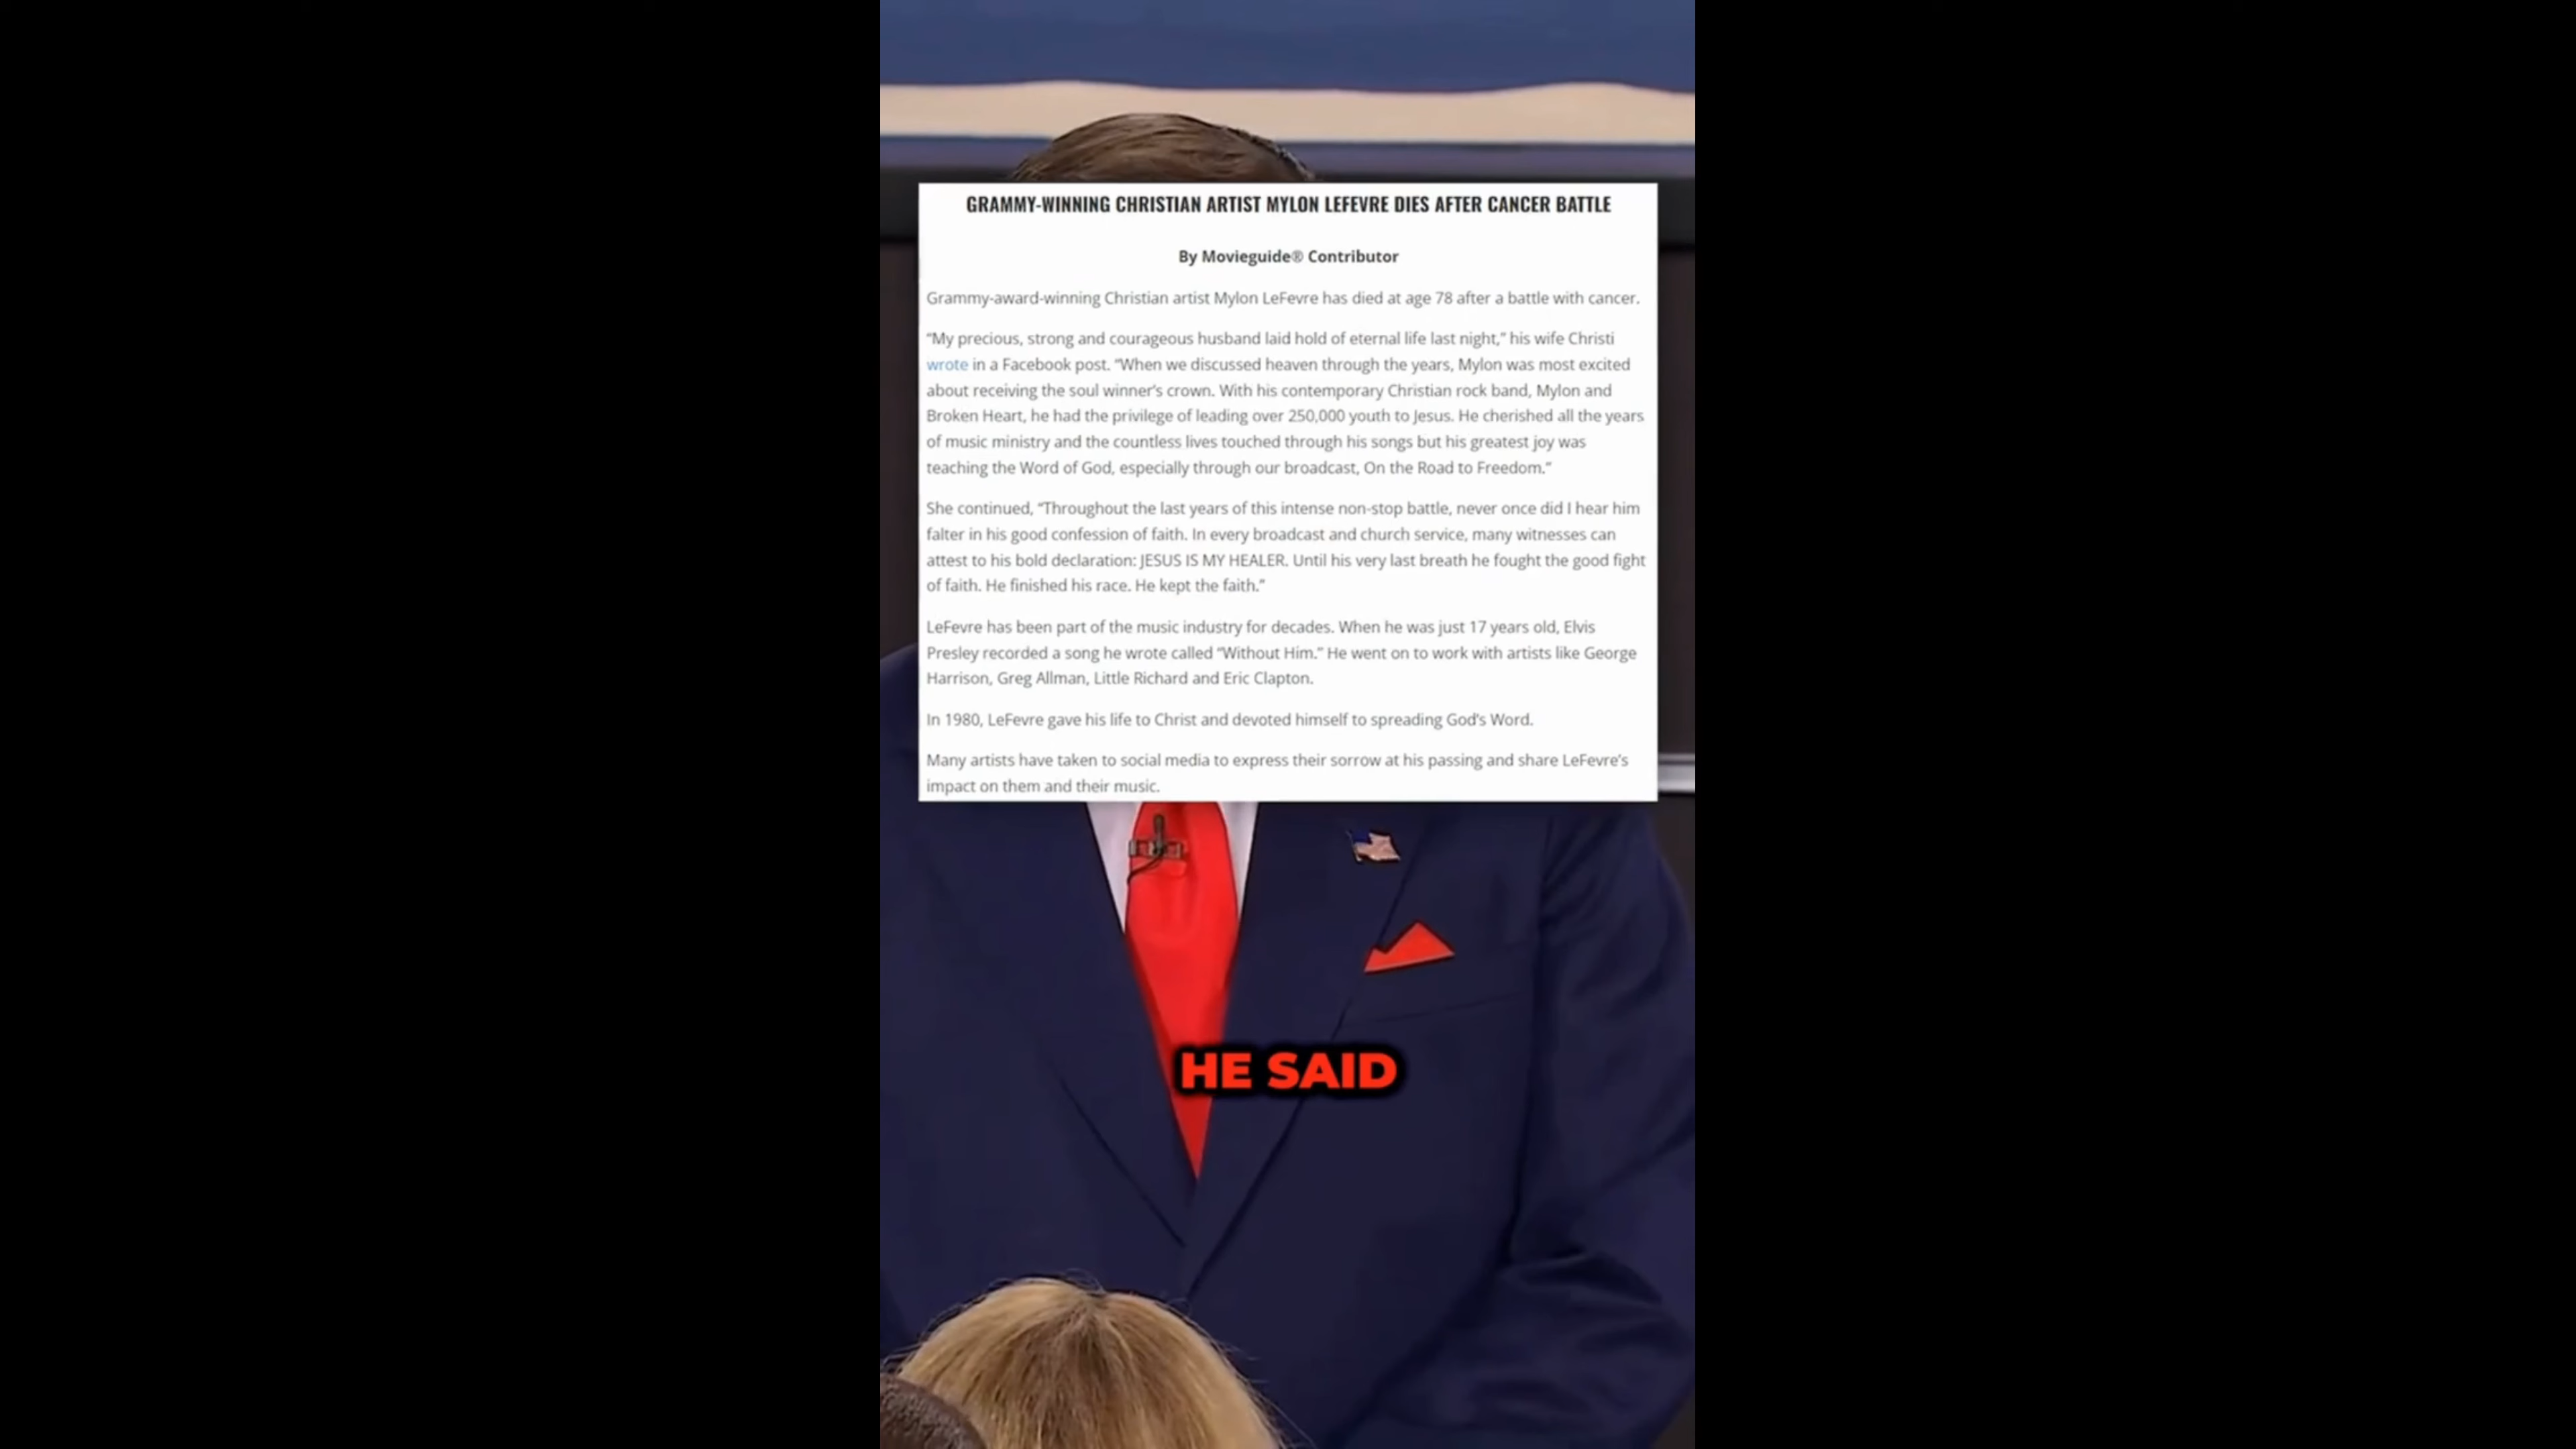 GRAMMY-WINNING CHRISTIAN ARTIST MYLON LEFEVRE DIES AFTER CANCER BATTLE
By Movieguide® Contributor
Grammy-award-winning Christian artist Mylon LeFevre has died at age 78 after a battle with cancer.
“My precious, strong and courageous husband laid hold of eternal life last night,” his wife Christi
wrote in a Facebook post. “When we discussed heaven through the years, Mylon was most excited
about receiving the soul winner’s crown. With his contemporary Christian rock band, Mylon and
Broken Heart, he had the privilege of leading over 250,000 youth to Jesus. He cherished all the years
of music ministry and the countless lives touched through his songs but his greatest joy was
teaching the Word of God, especially through our broadcast, On the Road to Freedom.”
She continued, “Throughout the last years of this intense non-stop battle, never once did I hear him
falter in his good confession of faith. In every broadcast and church service, many witnesses can
attest to his bold declaration: JESUS IS MY HEALER. Until his very last breath he fought the good fight
of faith. He finished his race. He kept the faith.”
LeFevre has been part of the music industry for decades. When he was just 17 years old, Elvis
Presley recorded a song he wrote called “Without Him.” He went on to work with artists like George
Harrison, Greg Allman, Little Richard and Eric Clapton.
In 1980, LeFevre gave his life to Christ and devoted himself to spreading God’s Word.
Many artists have taken to social media to express their sorrow at his passing and share LeFevre’s
impact on them and their music.
HE SAID